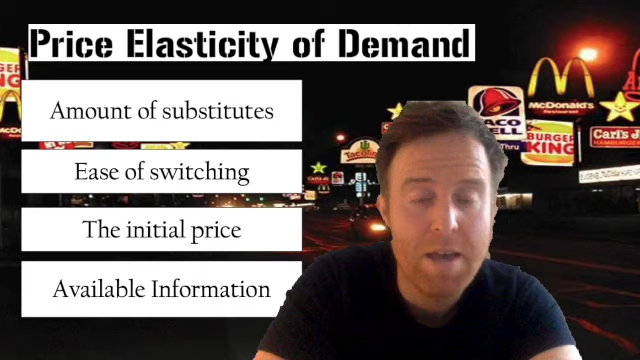 Price Elasticity of Demand
Amount of substitutes
Ease of switching
The initial price
Available Information
McDonald's
TACO
BELL
BURGER
KING
Carl's Jr.
HAMBURGERS